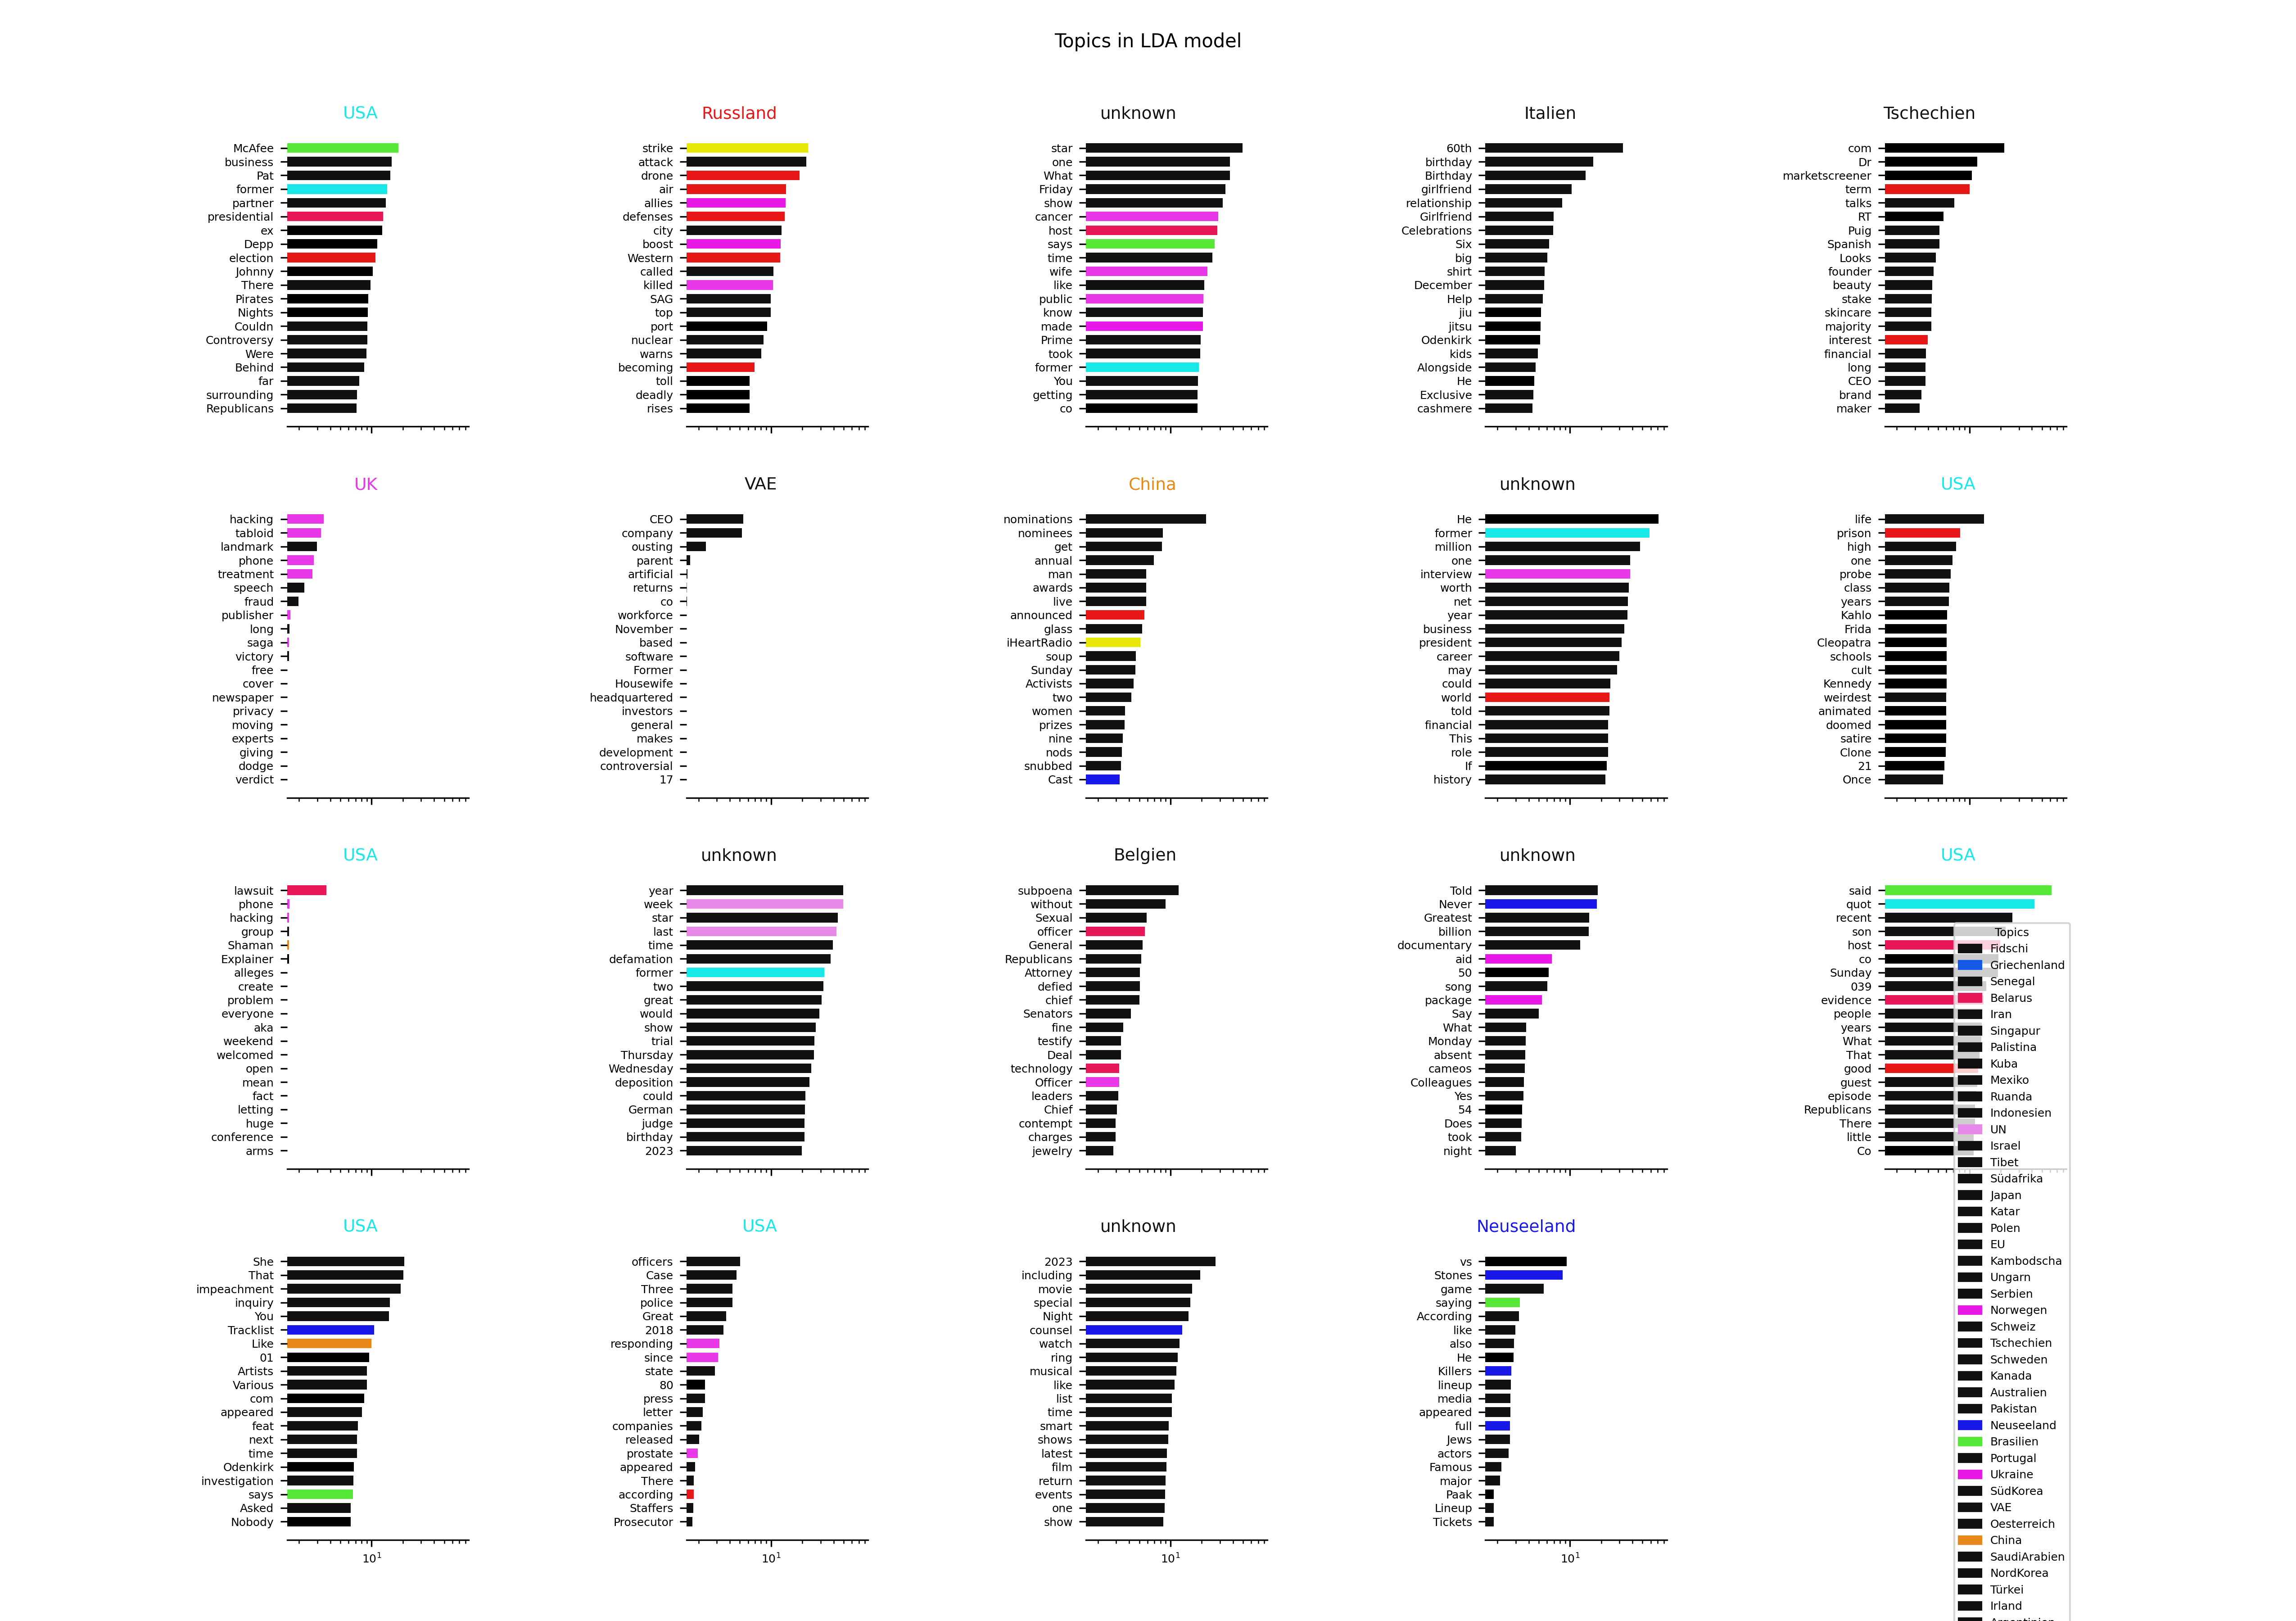 Topics in LDA model
USA
McAfee
business
Pat
former
partner
presidential
ex
Depp
election
Johnny
There
Pirates
Nights
Couldn
Controversy
Were
Behind
far
surrounding
Republicans
Russland
strike
attack
drone
air
allies
defenses
city
boost
Western
called
killed
SAG
top
port
nuclear
warns
becoming
toll
deadly
rises
unknown
star
one
What
Friday
show
cancer
host
says
time
wife
like
public
know
made
Prime
took
former
You
getting
co
Italien
60th
birthday
Birthday
girlfriend
relationship
Girlfriend
Celebrations
Six
big
shirt
December
Help
jiu
jitsu
Odenkirk
kids
Alongside
He
Exclusive
cashmere
Tschechien
com
Dr
marketscreener
term
talks
RT
Puig
Spanish
Looks
founder
beauty
stake
skincare
majority
interest
financial
long
CEO
brand
maker
UK
hacking
tabloid
landmark
phone
treatment
speech
fraud
publisher
long
saga
victory
free
cover
newspaper
privacy
moving
experts
giving
dodge
verdict
VAE
CEO
company
ousting
parent
artificial
returns
co
workforce
November
based
software
Former
Housewife
headquartered
investors
general
makes
development
controversial
17
China
nominations
nominees
get
annual
man
awards
live
announced
glass
iHeartRadio
soup
Sunday
Activists
two
women
prizes
nine
nods
snubbed
Cast
unknown
He
former
million
one
interview
worth
net
year
business
president
career
may
could
world
told
financial
This
role
If
history
USA
life
prison
high
one
probe
class
years
Kahlo
Frida
Cleopatra
schools
cult
Kennedy
weirdest
animated
doomed
satire
Clone
21
Once
USA
lawsuit
phone
hacking
group
Shaman
Explainer
alleges
create
problem
everyone
aka
weekend
welcomed
open
mean
fact
letting
huge
conference
arms
unknown
year
week
star
last
time
defamation
former
two
great
would
show
trial
Thursday
Wednesday
deposition
could
German
judge
birthday
2023
Belgien
subpoena
without
Sexual
officer
General
Republicans
Attorney
defied
chief
Senators
fine
testify
Deal
technology
Officer
leaders
Chief
contempt
charges
jewelry
unknown
Told
Never
Greatest
billion
documentary
aid
50
song
package
Say
What
Monday
absent
cameos
Colleagues
Yes
54
Does
took
night
USA
said
quot
recent
son
host
co
Sunday
039
evidence
people
years
What
That
good
guest
episode
Republicans
There
little
Co
USA
She
That
impeachment
inquiry
You
Tracklist
Like
01
Artists
Various
com
appeared
feat
next
time
Odenkirk
investigation
says
Asked
Nobody
10¹
USA
officers
Case
Three
police
Great
2018
responding
since
state
80
press
letter
companies
released
prostate
appeared
There
according
Staffers
Prosecutor
10¹
unknown
2023
including
movie
special
Night
counsel
watch
ring
musical
like
list
time
smart
shows
latest
film
return
events
one
show
10¹
Neuseeland
vs
Stones
game
saying
According
like
also
He
Killers
lineup
media
appeared
full
Jews
actors
Famous
major
Paak
Lineup
Tickets
10¹
Topics
Fidschi
Griechenland
Senegal
Belarus
Iran
Singapur
Palistina
Kuba
Mexiko
Ruanda
Indonesien
UN
Israel
Tibet
Südafrika
Japan
Katar
Polen
EU
Kambodscha
Ungarn
Serbien
Norwegen
Schweiz
Tschechien
Schweden
Kanada
Australien
Pakistan
Neuseeland
Brasilien
Portugal
Ukraine
SüdKorea
VAE
Oesterreich
China
SaudiArabien
NordKorea
Türkei
Irland